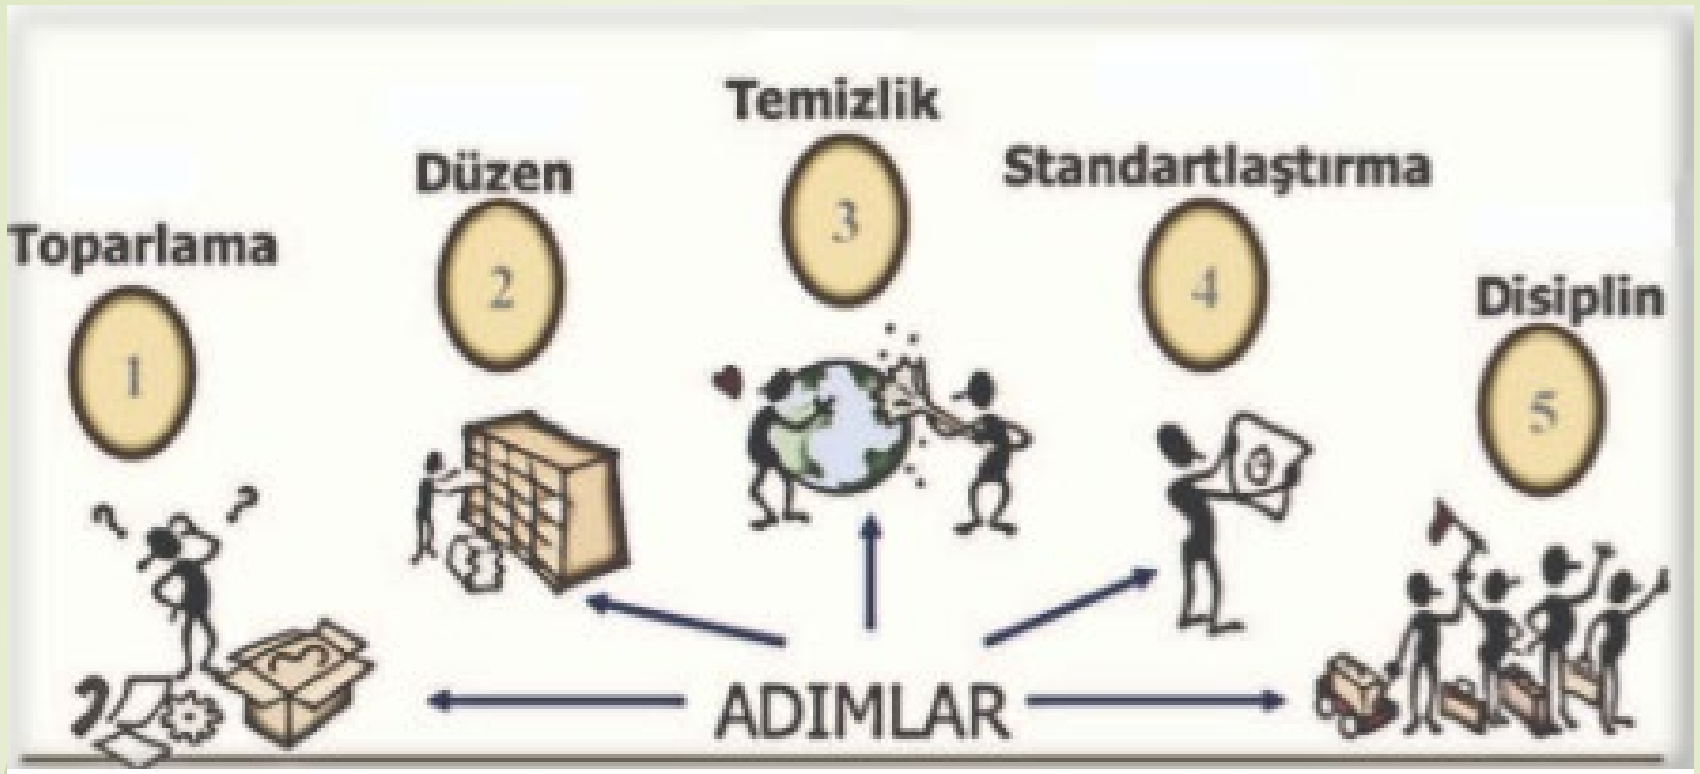 Toparlama
1
Düzen
2
Temizlik
3
Standartlaştırma
4
Disiplin
5
ADIMLAR